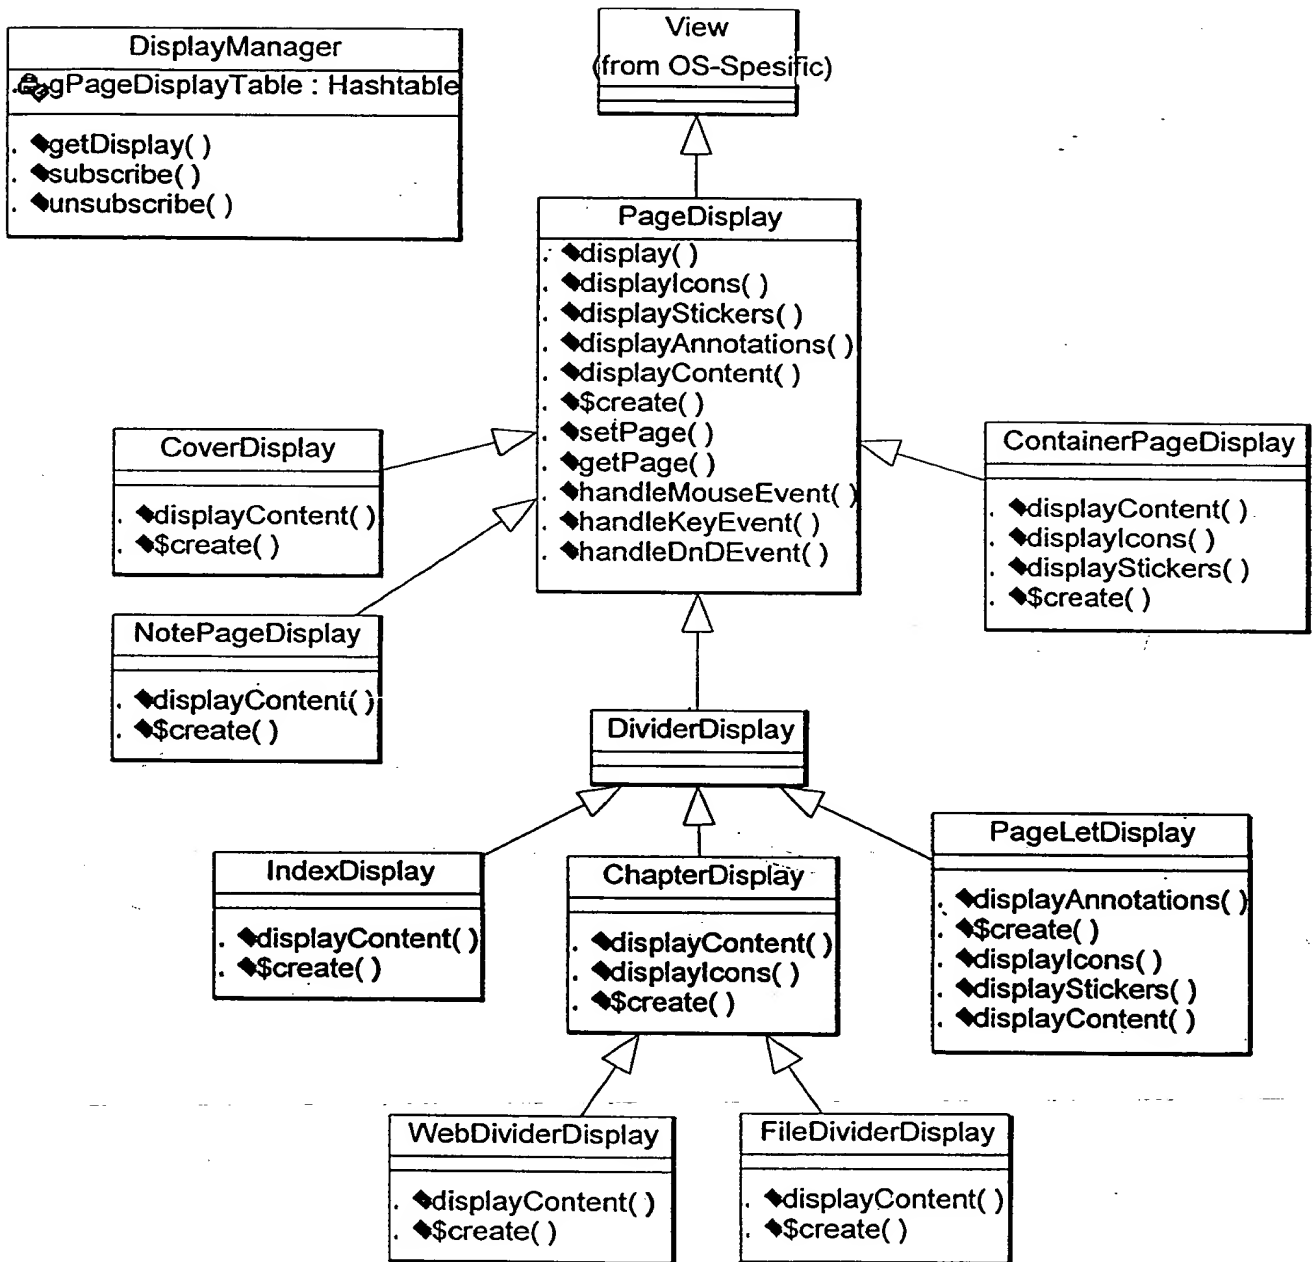 DisplayManager
gPageDisplayTable : Hashtable
getDisplay( )
subscribe( )
unsubscribe( )
View
(from OS-Spesific)
PageDisplay
display( )
displayIcons( )
displayStickers( )
displayAnnotations( )
displayContent( )
$create( )
setPage( )
getPage( )
handleMouseEvent( )
handleKeyEvent( )
handleDnDEvent( )
CoverDisplay
displayContent( )
$create( )
ContainerPageDisplay
displayContent( )
displayIcons( )
displayStickers( )
$create( )
NotePageDisplay
displayContent( )
$create( )
DividerDisplay
IndexDisplay
displayContent( )
$create( )
ChapterDisplay
displayContent( )
displayIcons( )
$create( )
PageLetDisplay
displayAnnotations( )
$create( )
displayIcons( )
displayStickers( )
displayContent( )
WebDividerDisplay
displayContent( )
$create( )
FileDividerDisplay
displayContent( )
$create( )